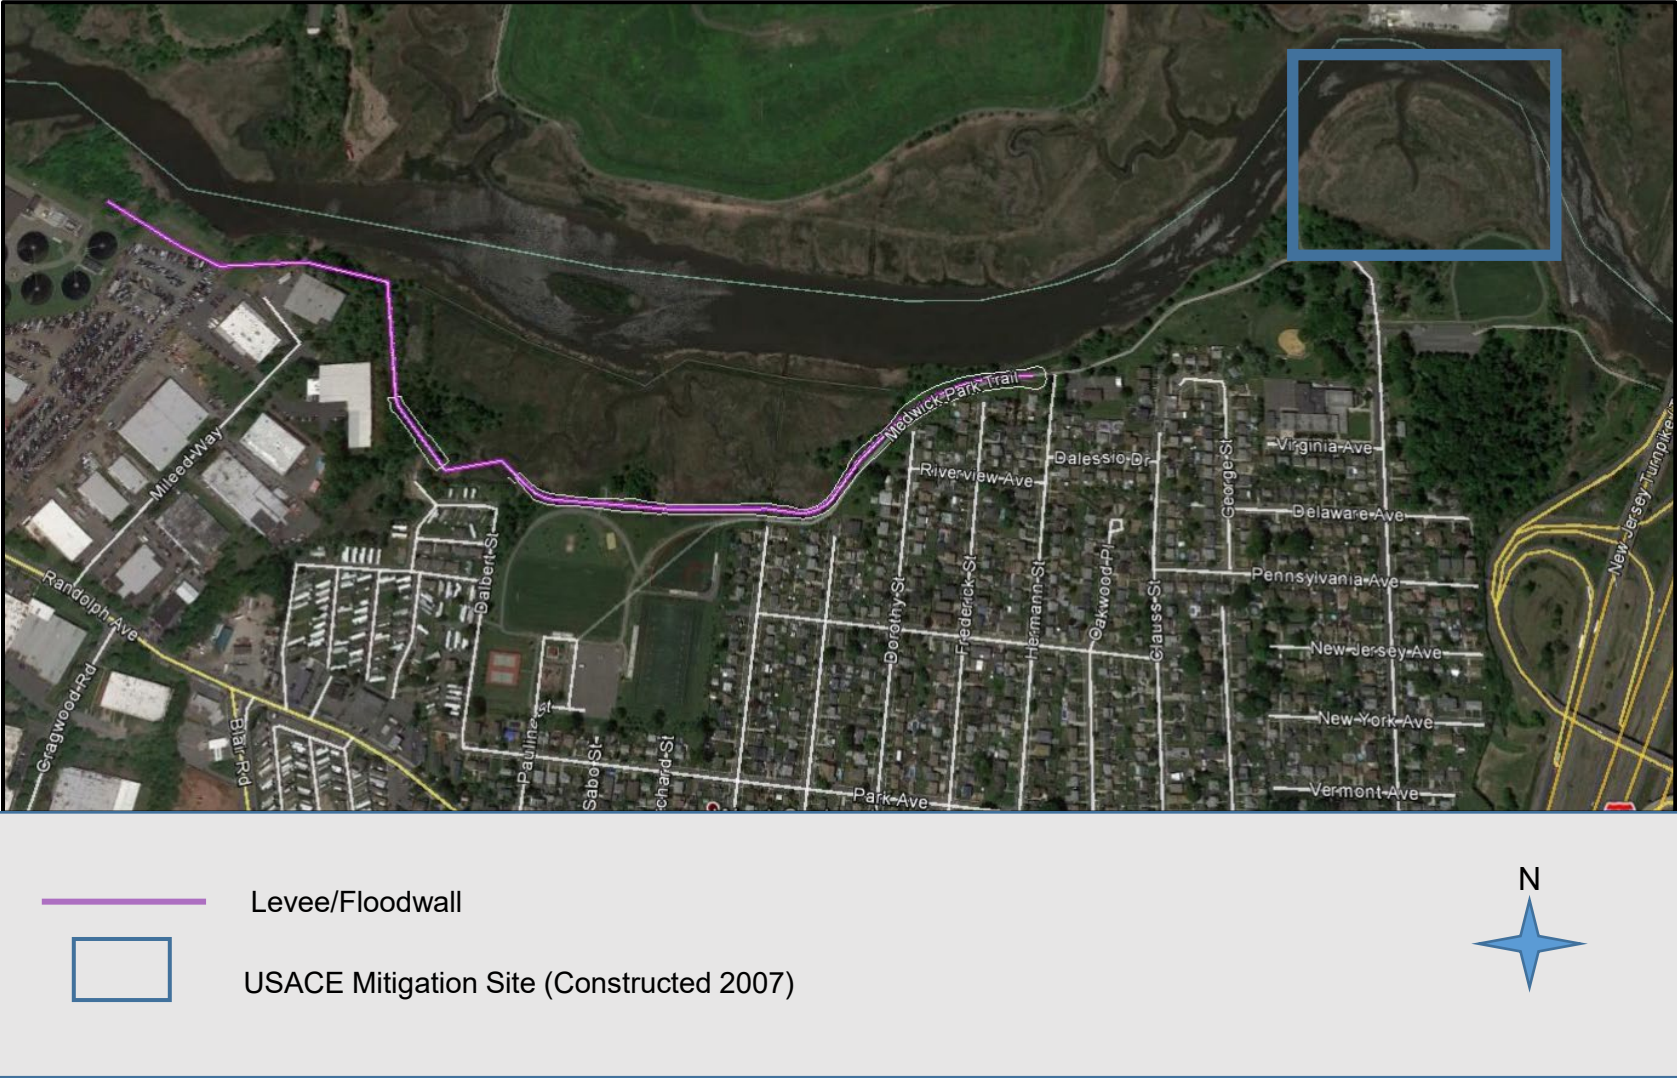 Medwick Park Trail
Riverview Ave
Dalessio Dr
George St
Virginia Ave
Delaware Ave
New Jersey Turnpike
Mileed Way
Dalbert St
Randolph Ave
Dorothy St
Frederick St
Hermann St
Oakwood Pl
Clauss St
Pennsylvania Ave
New Jersey Ave
New York Ave
Vermont Ave
Cragwood Rd
Blair Rd
Pauline St
Sabo St
chard St
Park Ave
N
Levee/Floodwall
USACE Mitigation Site (Constructed 2007)